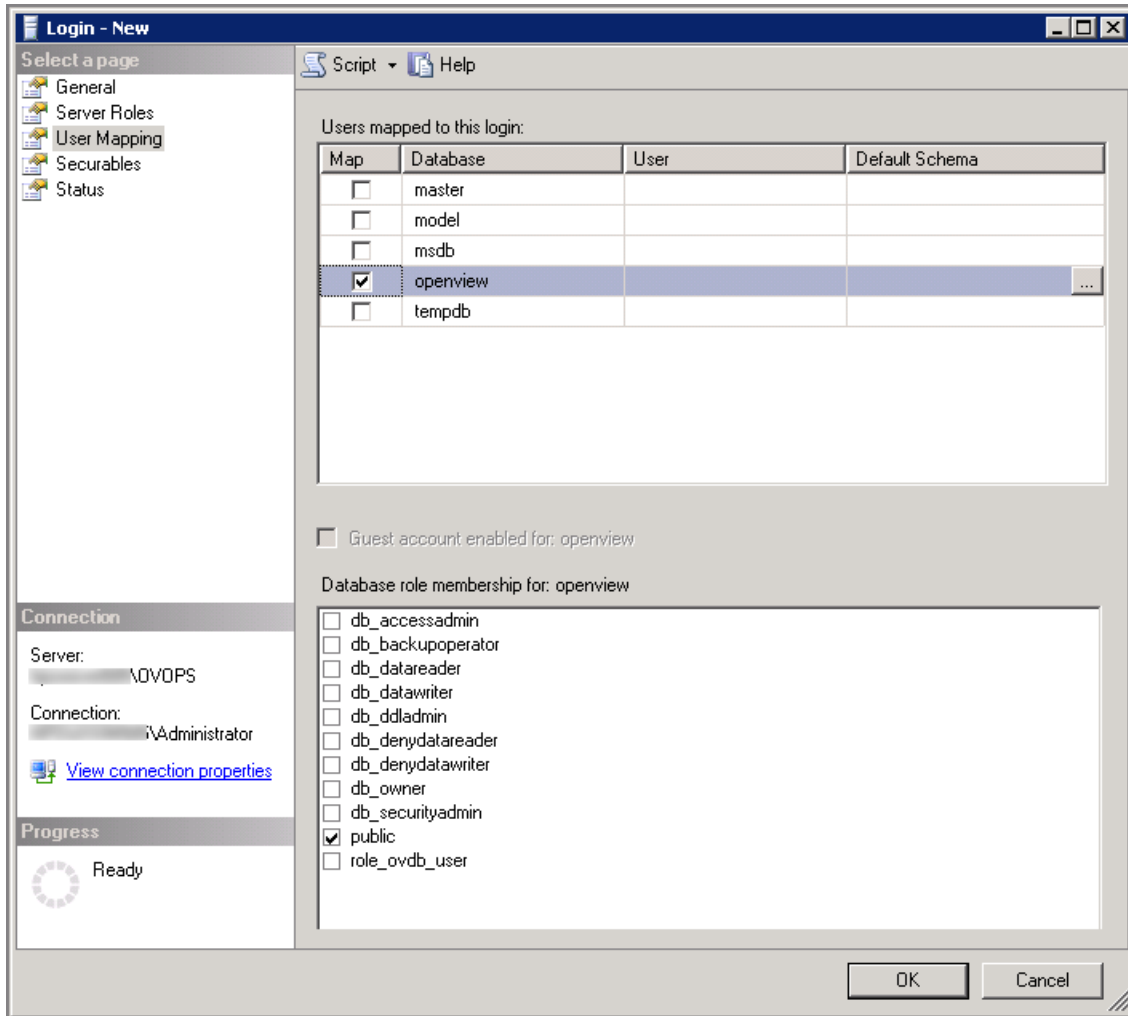 Login - New
Select a page
General
Server Roles
User Mapping
Securables
Status
Script Help
Users mapped to this login:
Map Database User Default Schema
master
model
msdb
openview ...
tempdb
Guest account enabled for: openview
Database role membership for: openview
db_accessadmin
db_backupoperator
db_datareader
db_datawriter
db_ddladmin
db_denydatareader
db_denydatawriter
db_owner
db_securityadmin
public
role_ovdb_user
Connection
Server:
\OVOPS
Connection:
\Administrator
View connection properties
Progress
Ready
OK Cancel